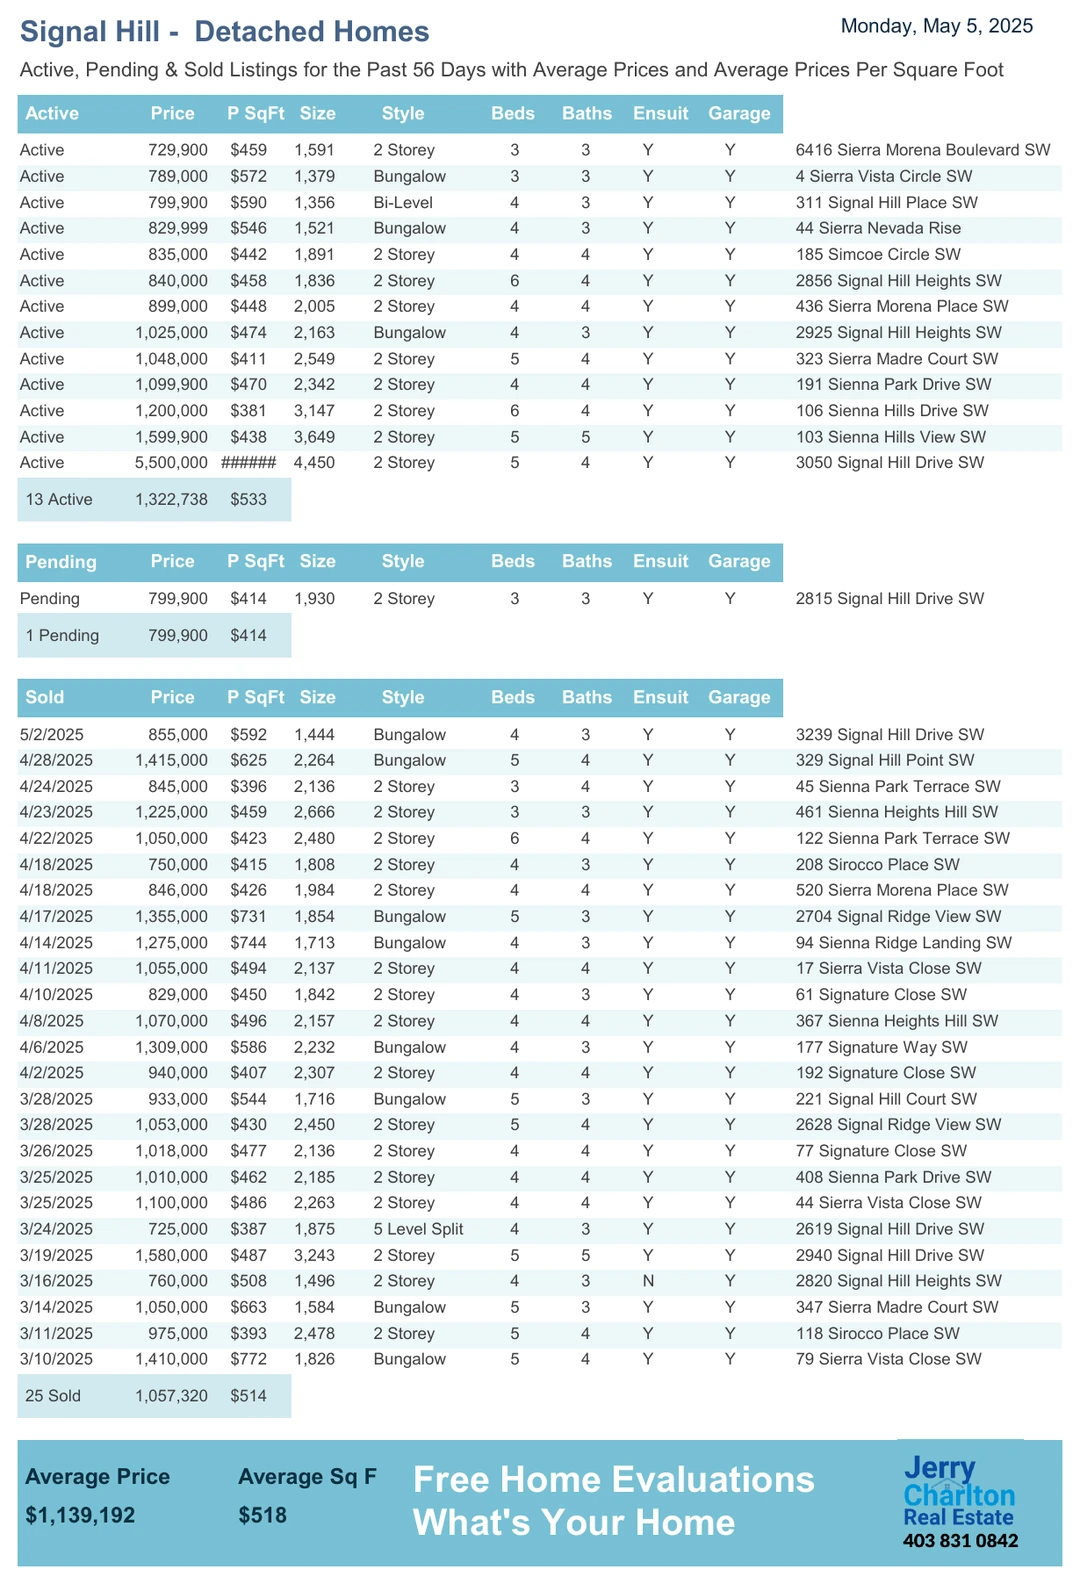 Signal Hill -  Detached Homes
Monday, May 5, 2025
Active, Pending & Sold Listings for the Past 56 Days with Average Prices and Average Prices Per Square Foot
Active Price P SqFt Size Style Beds Baths Ensuit Garage
Active 729,900 $459 1,591 2 Storey 3 3 Y Y 6416 Sierra Morena Boulevard SW
Active 789,000 $572 1,379 Bungalow 3 3 Y Y 4 Sierra Vista Circle SW
Active 799,900 $590 1,356 Bi-Level 4 3 Y Y 311 Signal Hill Place SW
Active 829,999 $546 1,521 Bungalow 4 3 Y Y 44 Sierra Nevada Rise
Active 835,000 $442 1,891 2 Storey 4 4 Y Y 185 Simcoe Circle SW
Active 840,000 $458 1,836 2 Storey 6 4 Y Y 2856 Signal Hill Heights SW
Active 899,000 $448 2,005 2 Storey 4 4 Y Y 436 Sierra Morena Place SW
Active 1,025,000 $474 2,163 Bungalow 4 3 Y Y 2925 Signal Hill Heights SW
Active 1,048,000 $411 2,549 2 Storey 5 4 Y Y 323 Sierra Madre Court SW
Active 1,099,900 $470 2,342 2 Storey 4 4 Y Y 191 Sienna Park Drive SW
Active 1,200,000 $381 3,147 2 Storey 6 4 Y Y 106 Sienna Hills Drive SW
Active 1,599,900 $438 3,649 2 Storey 5 5 Y Y 103 Sienna Hills View SW
Active 5,500,000 ###### 4,450 2 Storey 5 4 Y Y 3050 Signal Hill Drive SW
13 Active 1,322,738 $533
Pending Price P SqFt Size Style Beds Baths Ensuit Garage
Pending 799,900 $414 1,930 2 Storey 3 3 Y Y 2815 Signal Hill Drive SW
1 Pending 799,900 $414
Sold Price P SqFt Size Style Beds Baths Ensuit Garage
5/2/2025 855,000 $592 1,444 Bungalow 4 3 Y Y 3239 Signal Hill Drive SW
4/28/2025 1,415,000 $625 2,264 Bungalow 5 4 Y Y 329 Signal Hill Point SW
4/24/2025 845,000 $396 2,136 2 Storey 3 4 Y Y 45 Sienna Park Terrace SW
4/23/2025 1,225,000 $459 2,666 2 Storey 3 3 Y Y 461 Sienna Heights Hill SW
4/22/2025 1,050,000 $423 2,480 2 Storey 6 4 Y Y 122 Sienna Park Terrace SW
4/18/2025 750,000 $415 1,808 2 Storey 4 3 Y Y 208 Sirocco Place SW
4/18/2025 846,000 $426 1,984 2 Storey 4 4 Y Y 520 Sierra Morena Place SW
4/17/2025 1,355,000 $731 1,854 Bungalow 5 3 Y Y 2704 Signal Ridge View SW
4/14/2025 1,275,000 $744 1,713 Bungalow 4 3 Y Y 94 Sienna Ridge Landing SW
4/11/2025 1,055,000 $494 2,137 2 Storey 4 4 Y Y 17 Sierra Vista Close SW
4/10/2025 829,000 $450 1,842 2 Storey 4 3 Y Y 61 Signature Close SW
4/8/2025 1,070,000 $496 2,157 2 Storey 4 4 Y Y 367 Sienna Heights Hill SW
4/6/2025 1,309,000 $586 2,232 Bungalow 4 3 Y Y 177 Signature Way SW
4/2/2025 940,000 $407 2,307 2 Storey 4 4 Y Y 192 Signature Close SW
3/28/2025 933,000 $544 1,716 Bungalow 5 3 Y Y 221 Signal Hill Court SW
3/28/2025 1,053,000 $430 2,450 2 Storey 5 4 Y Y 2628 Signal Ridge View SW
3/26/2025 1,018,000 $477 2,136 2 Storey 4 4 Y Y 77 Signature Close SW
3/25/2025 1,010,000 $462 2,185 2 Storey 4 4 Y Y 408 Sienna Park Drive SW
3/25/2025 1,100,000 $486 2,263 2 Storey 4 4 Y Y 44 Sierra Vista Close SW
3/24/2025 725,000 $387 1,875 5 Level Split 4 3 Y Y 2619 Signal Hill Drive SW
3/19/2025 1,580,000 $487 3,243 2 Storey 5 5 Y Y 2940 Signal Hill Drive SW
3/16/2025 760,000 $508 1,496 2 Storey 4 3 N Y 2820 Signal Hill Heights SW
3/14/2025 1,050,000 $663 1,584 Bungalow 5 3 Y Y 347 Sierra Madre Court SW
3/11/2025 975,000 $393 2,478 2 Storey 5 4 Y Y 118 Sirocco Place SW
3/10/2025 1,410,000 $772 1,826 Bungalow 5 4 Y Y 79 Sierra Vista Close SW
25 Sold 1,057,320 $514
Average Price Average Sq F
$1,139,192 $518
Free Home Evaluations
What's Your Home
Jerry
Charlton
Real Estate
403 831 0842